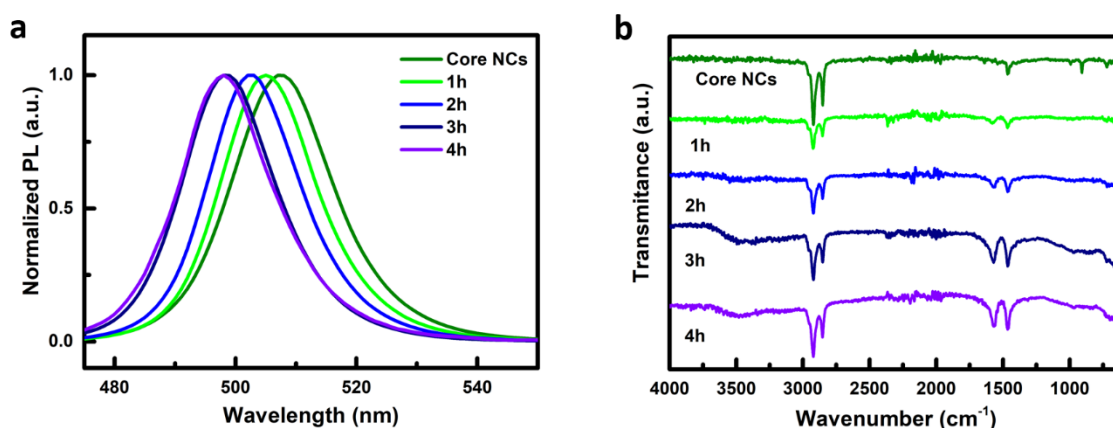 a
Normalized PL (a.u.)
1.0
0.5
0.0
480
500
520
540
Wavelength (nm)
Core NCs
1h
2h
3h
4h
b
Transmitance (a.u.)
Core NCs
1h
2h
3h
4h
4000
3500
3000
2500
2000
1500
1000
Wavenumber (cm⁻¹)